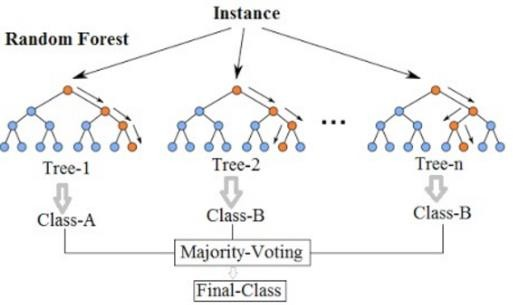 Instance
Random Forest
...
Tree-1
Tree-2
Tree-n
Class-A
Class-B
Class-B
Majority-Voting
Final-Class